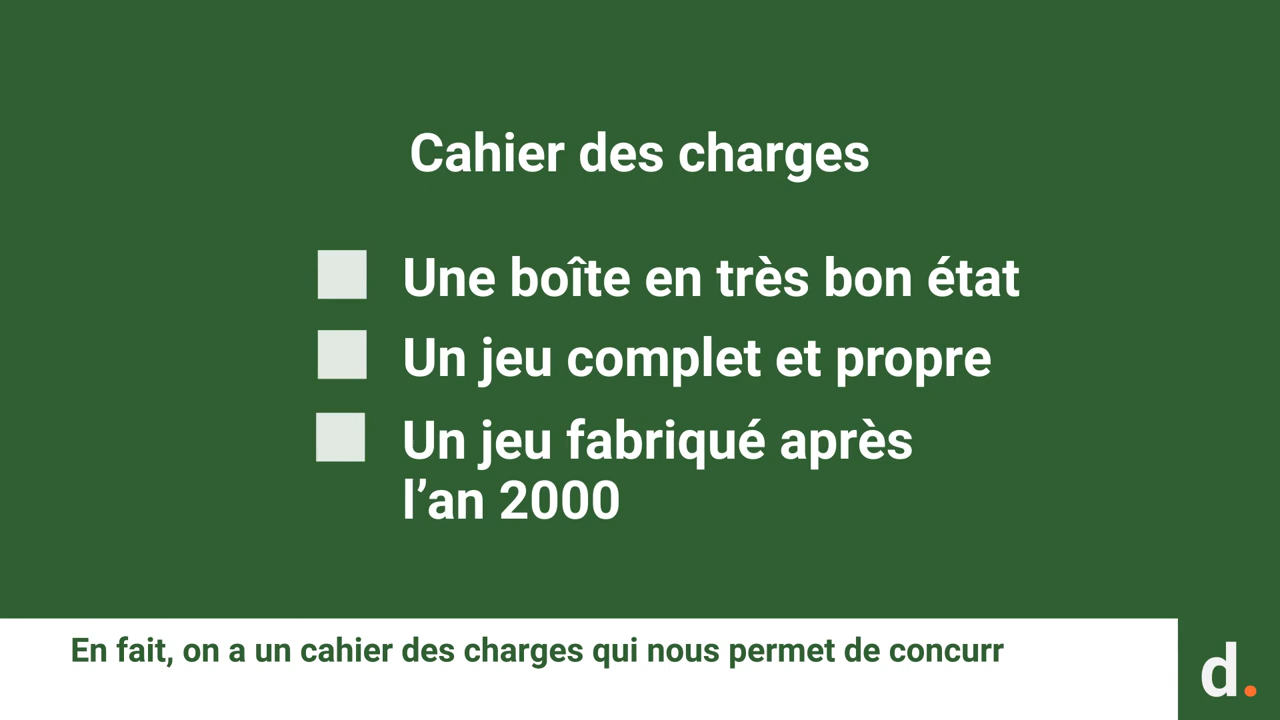 Cahier des charges
Une boîte en très bon état
Un jeu complet et propre
Un jeu fabriqué après
l’an 2000
En fait, on a un cahier des charges qui nous permet de concurr
d.